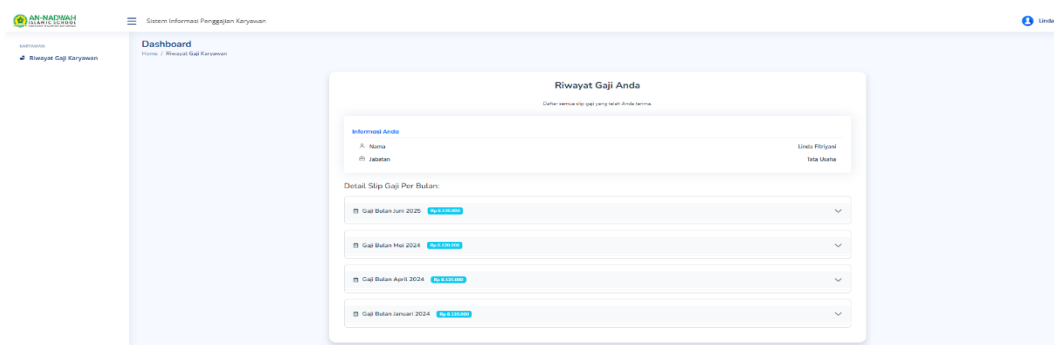 AN-NADWAH
ISLAMIC SCHOOL
Sistem Informasi Penggajian Karyawan
Linda
KARYAWAN
Riwayat Gaji Karyawan
Dashboard
Home / Riwayat Gaji Karyawan
Riwayat Gaji Anda
Daftar semua slip gaji yang telah Anda terima.
Informasi Anda
Nama Linda Fitriyani
Jabatan Tata Usaha
Detail Slip Gaji Per Bulan:
Gaji Bulan Juni 2025
Gaji Bulan Mei 2024
Gaji Bulan April 2024
Gaji Bulan Januari 2024